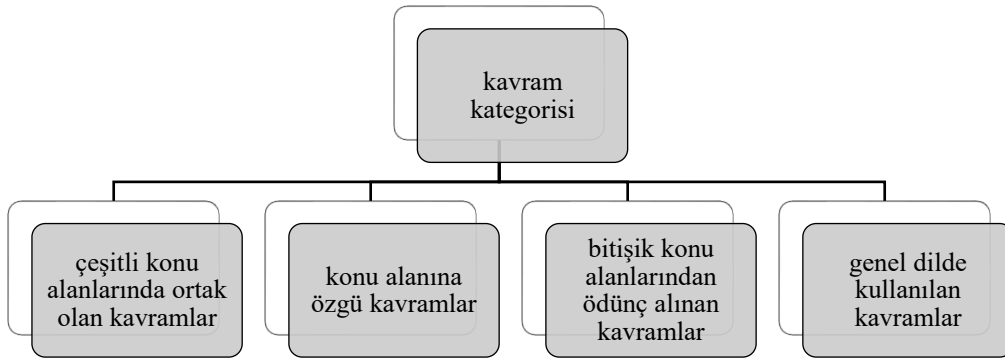 kavram
kategorisi
çeşitli konu
alanlarında ortak
olan kavramlar
konu alanına
özgü kavramlar
bitişik konu
alanlarından
ödünç alınan
kavramlar
genel dilde
kullanılan
kavramlar